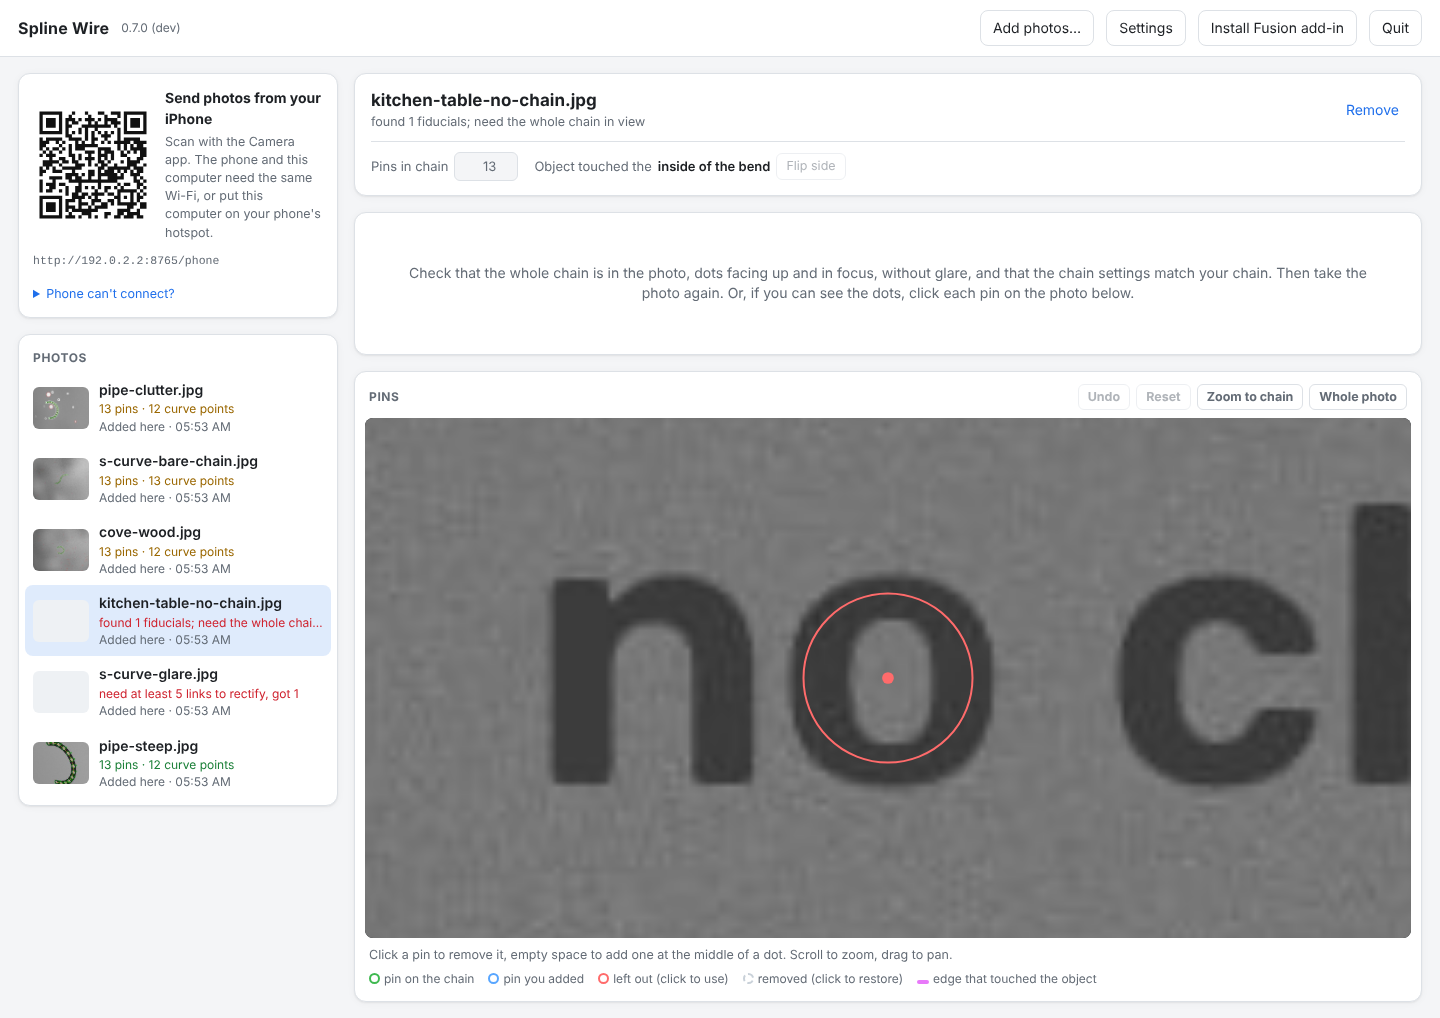 Spline Wire 0.7.0 (dev)
Add photos... Settings Install Fusion add-in Quit
Send photos from your
iPhone
Scan with the Camera
app. The phone and this
computer need the same
Wi-Fi, or put this
computer on your phone's
hotspot.
http://192.0.2.2:8765/phone
Phone can't connect?
PHOTOS
pipe-clutter.jpg
13 pins · 12 curve points
Added here · 05:53 AM
s-curve-bare-chain.jpg
13 pins · 13 curve points
Added here · 05:53 AM
cove-wood.jpg
13 pins · 12 curve points
Added here · 05:53 AM
kitchen-table-no-chain.jpg
found 1 fiducials; need the whole chai...
Added here · 05:53 AM
s-curve-glare.jpg
need at least 5 links to rectify, got 1
Added here · 05:53 AM
pipe-steep.jpg
13 pins · 12 curve points
Added here · 05:53 AM
kitchen-table-no-chain.jpg
found 1 fiducials; need the whole chain in view
Remove
Pins in chain 13 Object touched the inside of the bend Flip side
Check that the whole chain is in the photo, dots facing up and in focus, without glare, and that the chain settings match your chain. Then take the
photo again. Or, if you can see the dots, click each pin on the photo below.
PINS Undo Reset Zoom to chain Whole photo
no c
Click a pin to remove it, empty space to add one at the middle of a dot. Scroll to zoom, drag to pan.
pin on the chain pin you added left out (click to use) removed (click to restore) edge that touched the object